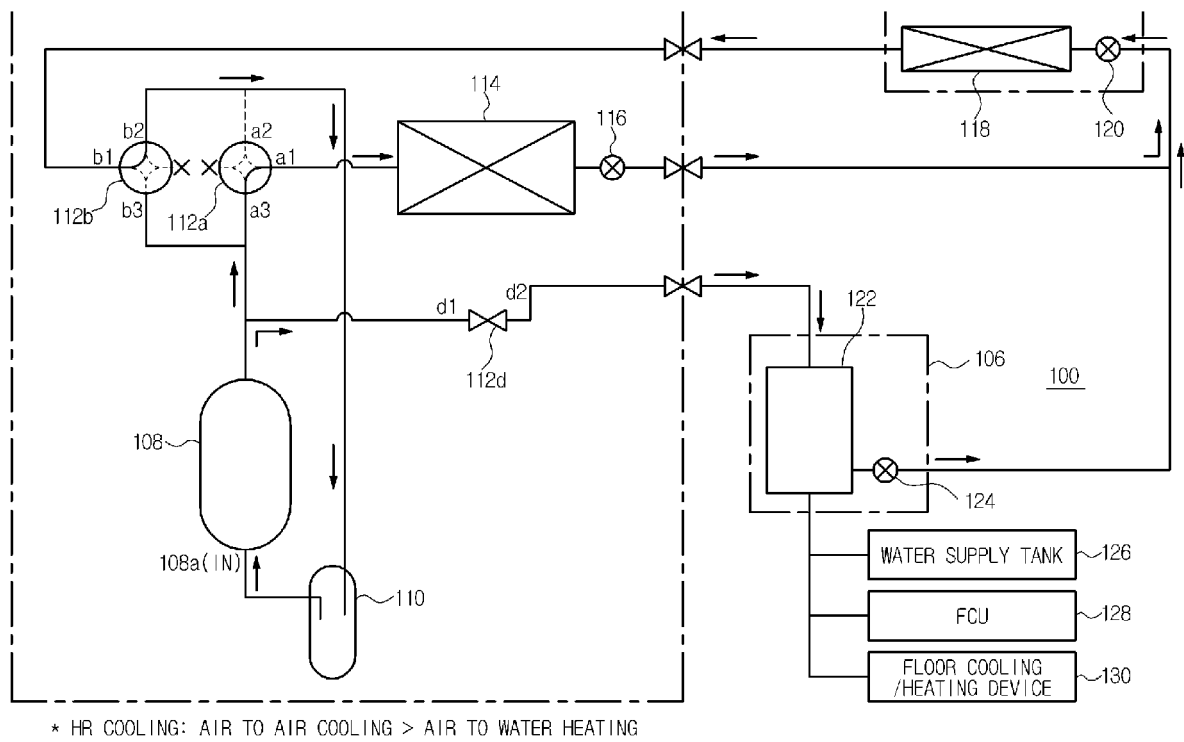 114
116
118
120
b2
a2
b1
a1
112b
b3
112a
a3
d1
d2
112d
122
106
100
108
124
108a(IN)
110
WATER SUPPLY TANK
126
FCU
128
FLOOR COOLING
/HEATING DEVICE
130
* HR COOLING: AIR TO AIR COOLING > AIR TO WATER HEATING